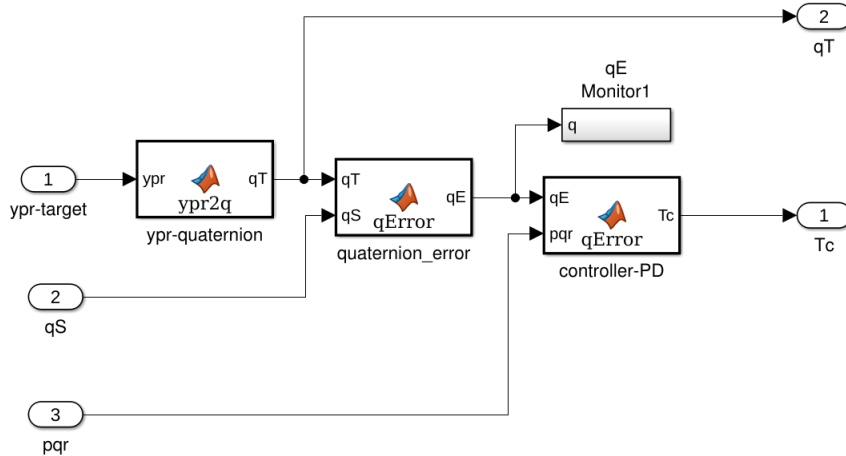 2
qT
qE
Monitor1
q
1
ypr-target
ypr
qT
ypr2q
ypr-quaternion
qT
qS
qE
qError
quaternion_error
qE
pqr
Tc
qError
controller-PD
1
Tc
2
qS
3
pqr